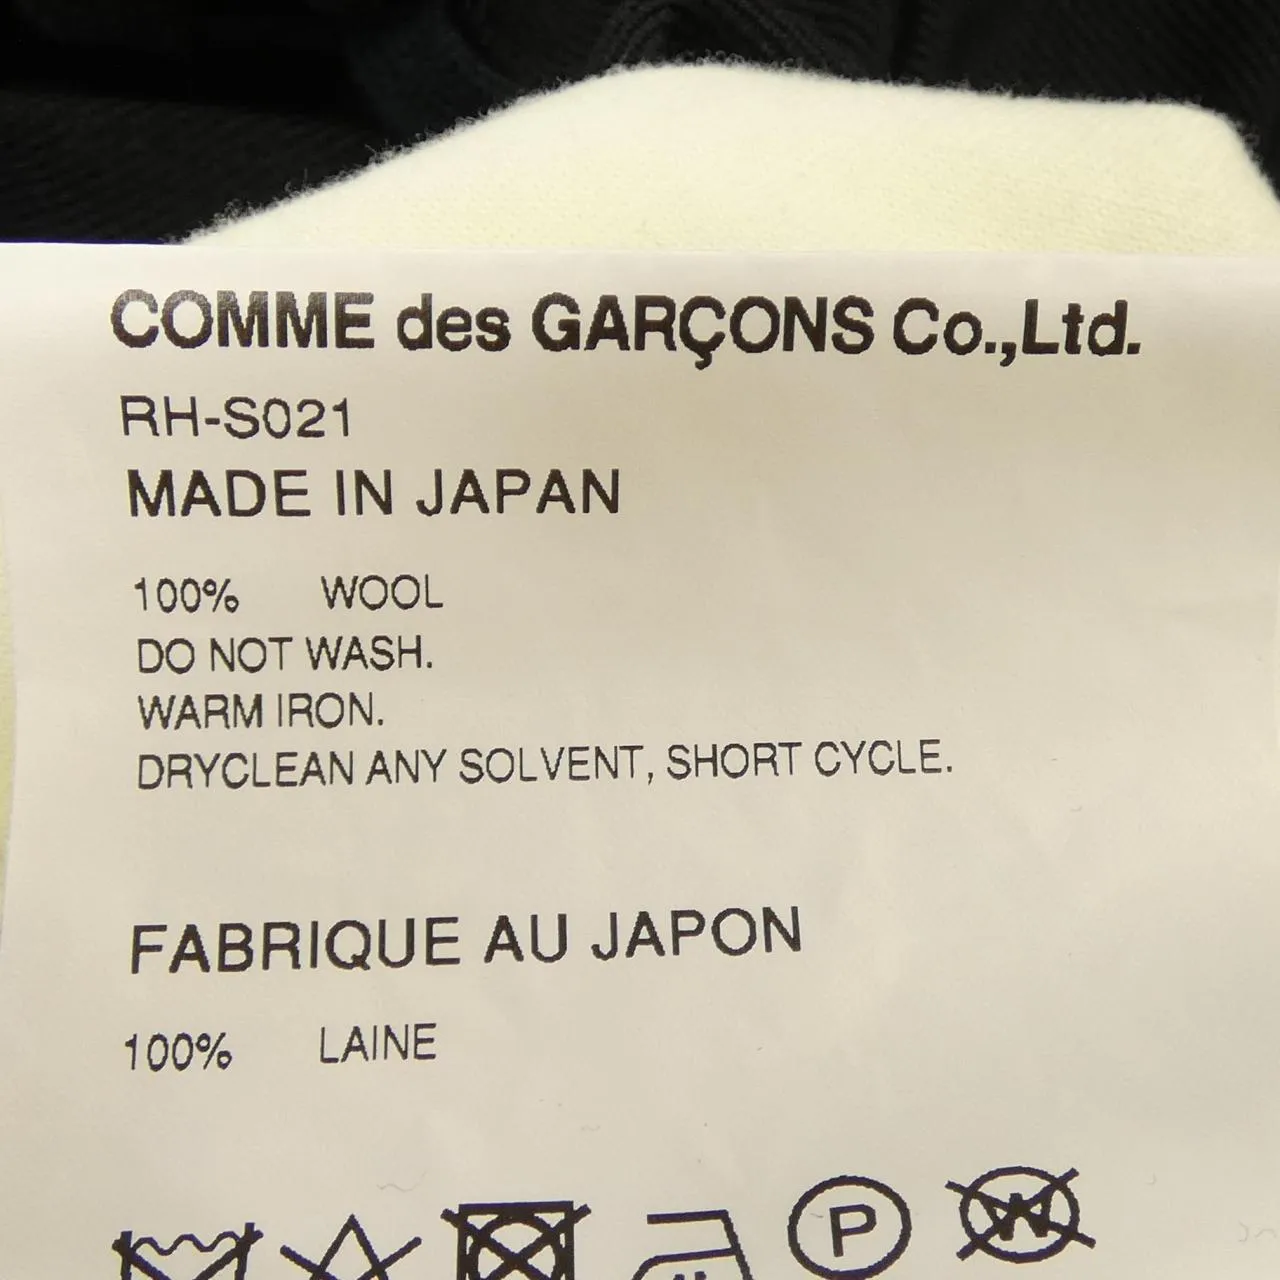 COMME des GARÇONS Co.,Ltd.
RH-S021
MADE IN JAPAN
100% WOOL
DO NOT WASH.
WARM IRON.
DRYCLEAN ANY SOLVENT, SHORT CYCLE.
FABRIQUE AU JAPON
100% LAINE
P W